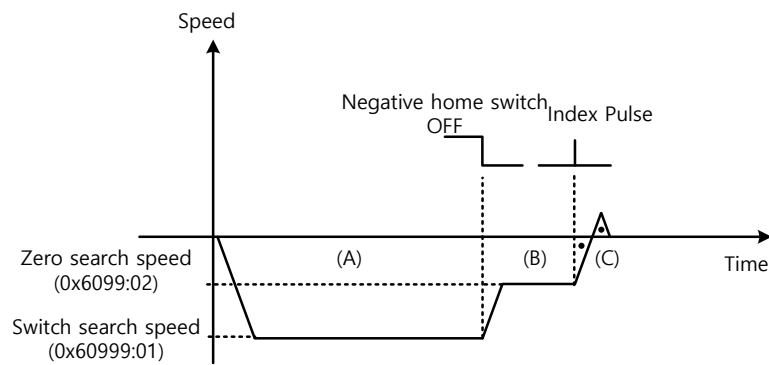 Speed
Negative home switch
OFF
Index Pulse
Zero search speed
(0x6099:02)
(A)
(B)
(C)
Time
Switch search speed
(0x60999:01)